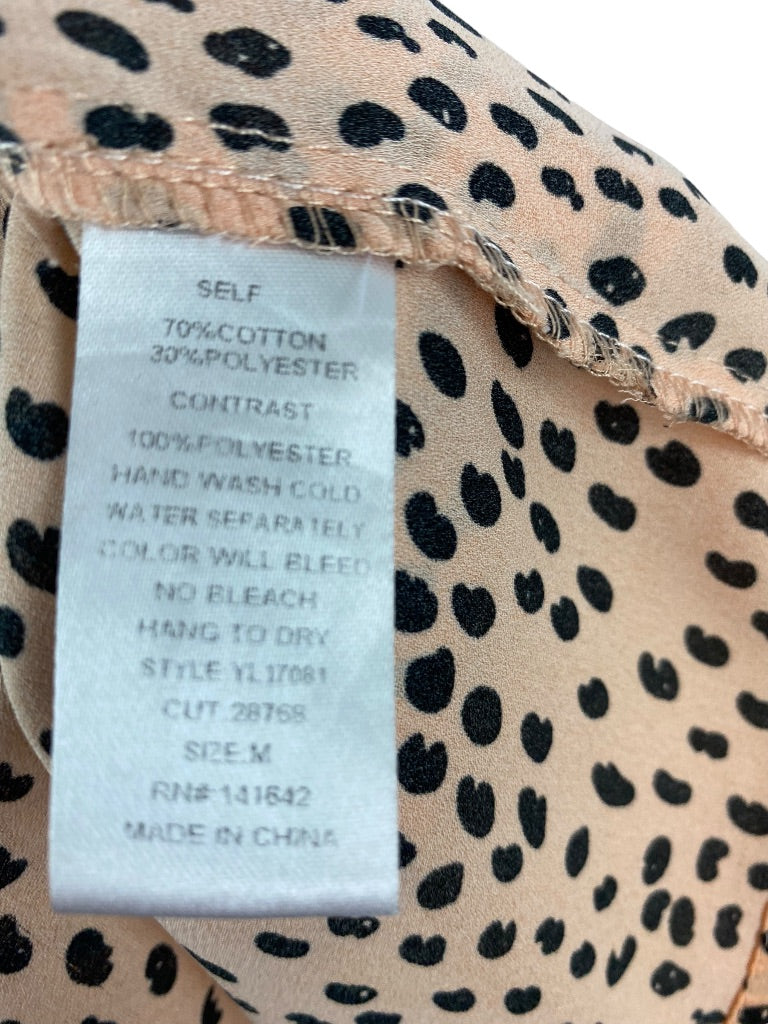 SELF
70%COTTON
30%POLYESTER
CONTRAST
100%POLYESTER
HAND WASH COLD
WATER SEPARATELY
COLOR WILL BLEED
NO BLEACH
HANG TO DRY
STYLE YL17081
CUT 28768
SIZE.M
RN# 141642
MADE IN CHINA